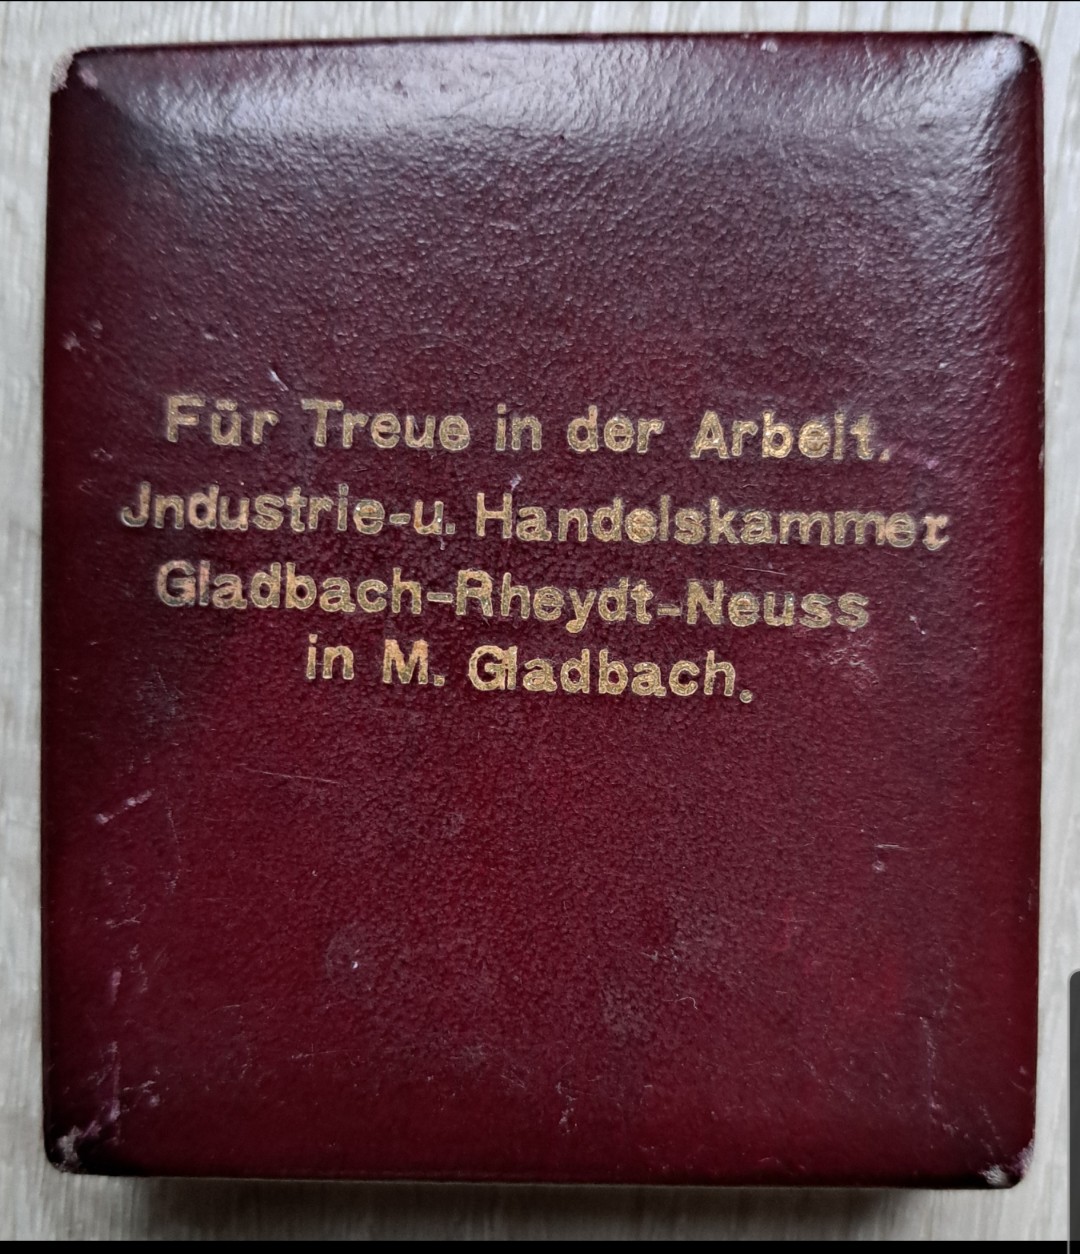 Für Treue in der Arbeit.
Jndustrie-u. Handelskammer
Gladbach-Rheydt-Neuss
in M. Gladbach.